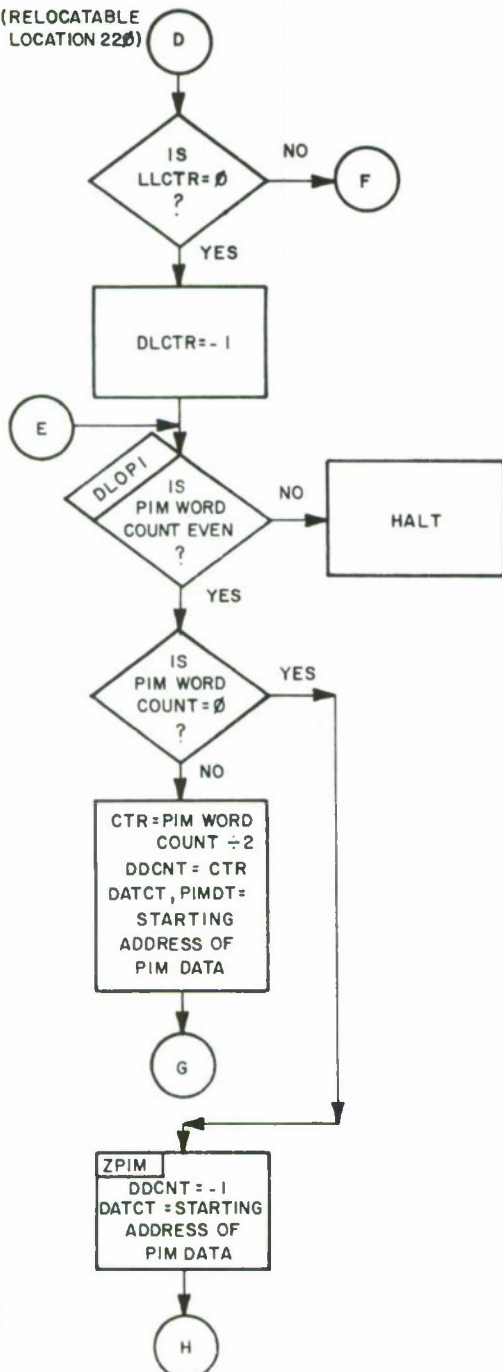 (RELOCATABLE
LOCATION 22Ø)
D
IS
LLCTR=Ø
?
NO
F
YES
DLCTR=-1
E
DLOP1
IS
PIM WORD
COUNT EVEN
?
NO
HALT
YES
IS
PIM WORD
COUNT=Ø
?
YES
NO
CTR=PIM WORD
COUNT ÷2
DDCNT= CTR
DATCT, PIMDT=
STARTING
ADDRESS OF
PIM DATA
G
ZPIM
DDCNT=-1
DATCT =STARTING
ADDRESS OF
PIM DATA
H